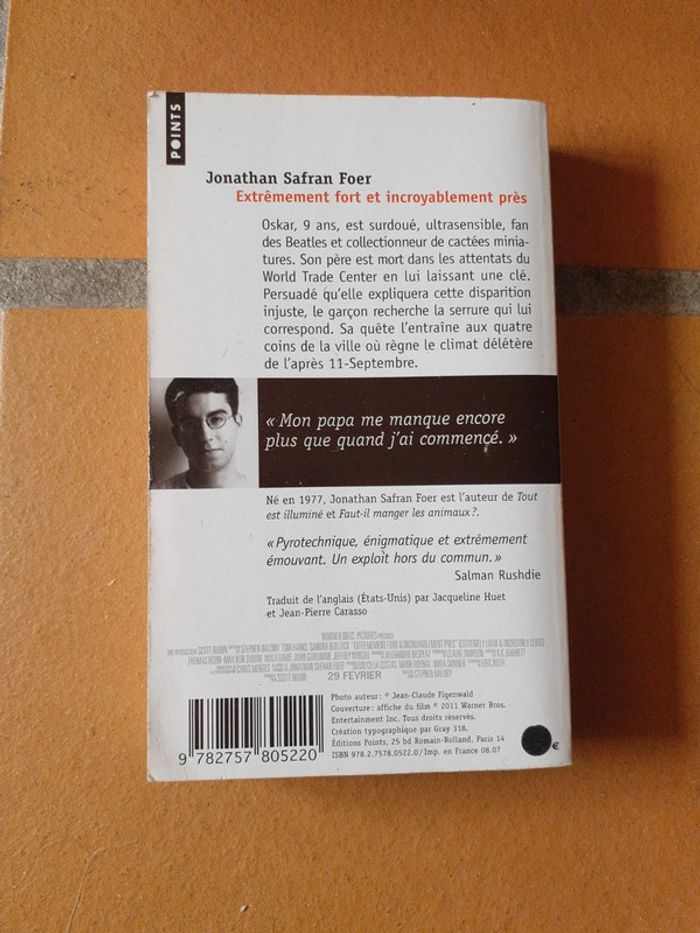 POINTS
Jonathan Safran Foer
Extrêmement fort et incroyablement près
Oskar, 9 ans, est surdoué, ultrasensible, fan
des Beatles et collectionneur de cactées minia-
tures. Son père est mort dans les attentats du
World Trade Center en lui laissant une clé.
Persuadé qu'elle expliquera cette disparition
injuste, le garçon recherche la serrure qui lui
correspond. Sa quête l'entraîne aux quatre
coins de la ville où règne le climat délétère
de l'après 11-Septembre.
« Mon papa me manque encore
plus que quand j'ai commencé. »
Né en 1977, Jonathan Safran Foer est l'auteur de Tout
est illuminé et Faut-il manger les animaux ?.
« Pyrotechnique, énigmatique et extrêmement
émouvant. Un exploit hors du commun. »
Salman Rushdie
Traduit de l'anglais (États-Unis) par Jacqueline Huet
et Jean-Pierre Carasso
WARNER BROS. PICTURES
29 FÉVRIER
Photo auteur : © Jean-Claude Figenwald
Couverture : affiche du film © 2011 Warner Bros.
Entertainment Inc. Tous droits réservés.
Création typographique par Gray 318.
Éditions Points, 25 bd Romain-Rolland, Paris 14
ISBN 978.2.7578.0522.0/Imp. en France 08.07
€
9 782757 805220